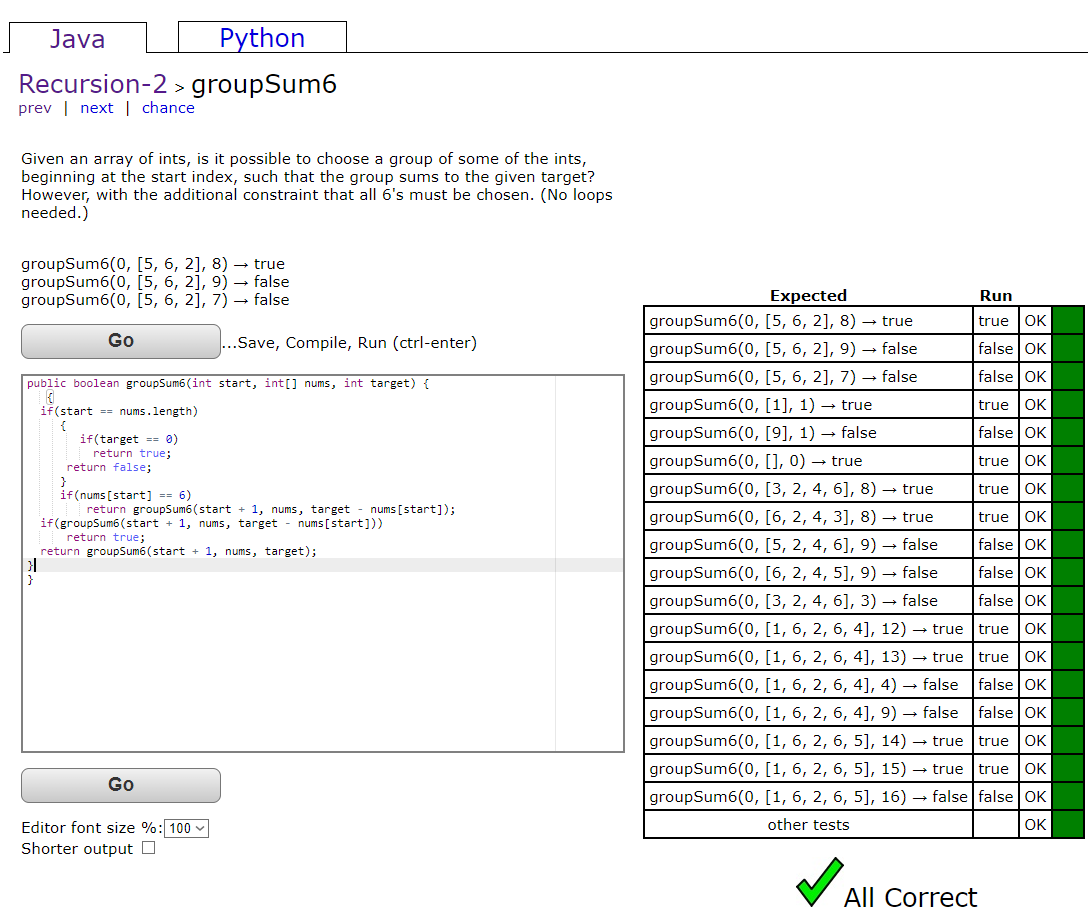 Java Python
Recursion-2 > groupSum6
prev | next | chance
Given an array of ints, is it possible to choose a group of some of the ints,
beginning at the start index, such that the group sums to the given target?
However, with the additional constraint that all 6's must be chosen. (No loops
needed.)
groupSum6(0, [5, 6, 2], 8) → true
groupSum6(0, [5, 6, 2], 9) → false
groupSum6(0, [5, 6, 2], 7) → false
Go ...Save, Compile, Run (ctrl-enter)
public boolean groupSum6(int start, int[] nums, int target) {
{
if(start == nums.length)
{
if(target == 0)
return true;
return false;
}
if(nums[start] == 6)
return groupSum6(start + 1, nums, target - nums[start]);
if(groupSum6(start + 1, nums, target - nums[start]))
return true;
return groupSum6(start + 1, nums, target);
}
}
Go
Editor font size %: 100
Shorter output
Expected Run
groupSum6(0, [5, 6, 2], 8) → true true OK
groupSum6(0, [5, 6, 2], 9) → false false OK
groupSum6(0, [5, 6, 2], 7) → false false OK
groupSum6(0, [1], 1) → true true OK
groupSum6(0, [9], 1) → false false OK
groupSum6(0, [], 0) → true true OK
groupSum6(0, [3, 2, 4, 6], 8) → true true OK
groupSum6(0, [6, 2, 4, 3], 8) → true true OK
groupSum6(0, [5, 2, 4, 6], 9) → false false OK
groupSum6(0, [6, 2, 4, 5], 9) → false false OK
groupSum6(0, [3, 2, 4, 6], 3) → false false OK
groupSum6(0, [1, 6, 2, 6, 4], 12) → true true OK
groupSum6(0, [1, 6, 2, 6, 4], 13) → true true OK
groupSum6(0, [1, 6, 2, 6, 4], 4) → false false OK
groupSum6(0, [1, 6, 2, 6, 4], 9) → false false OK
groupSum6(0, [1, 6, 2, 6, 5], 14) → true true OK
groupSum6(0, [1, 6, 2, 6, 5], 15) → true true OK
groupSum6(0, [1, 6, 2, 6, 5], 16) → false false OK
other tests OK
All Correct